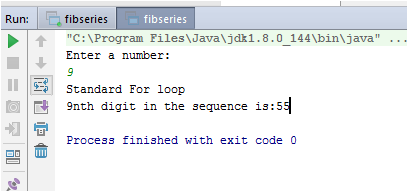 Run: fibseries fibseries
"C:\Program Files\Java\jdk1.8.0_144\bin\java" ...
Enter a number:
9
Standard For loop
9nth digit in the sequence is:55
Process finished with exit code 0